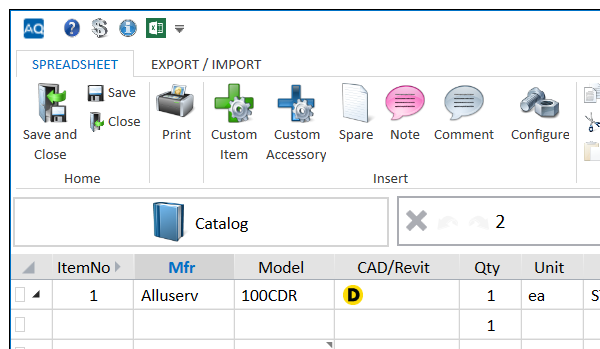 AQ ? $ i
SPREADSHEET EXPORT / IMPORT
Save and Close Save Close Print Custom Item Custom Accessory Spare Note Comment Configure
Home Insert
Catalog 2
ItemNo Mfr Model CAD/Revit Qty Unit
1 Alluserv 100CDR D 1 ea
1